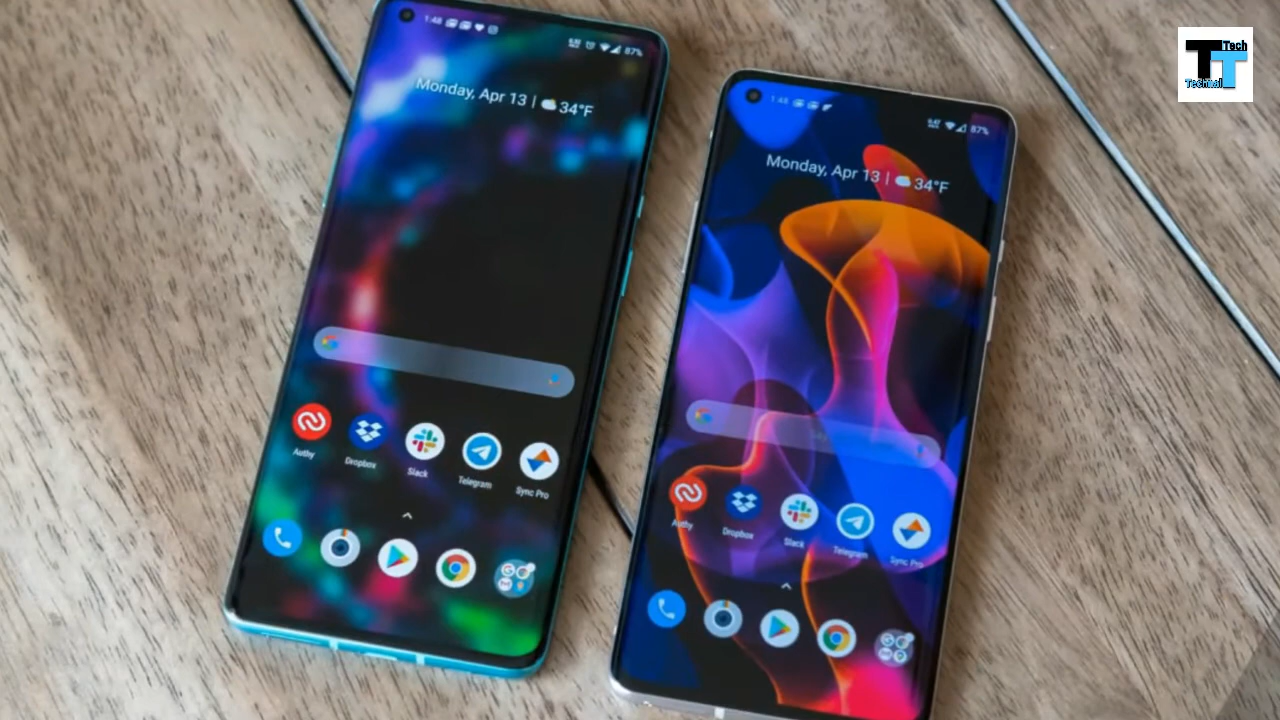 1:48
87%
Monday, Apr 13 | 34°F
Authy
Dropbox
Slack
Telegram
Sync Pro
1:48
87%
Monday, Apr 13 | 34°F
Authy
Dropbox
Slack
Telegram
Sync Pro
Tech